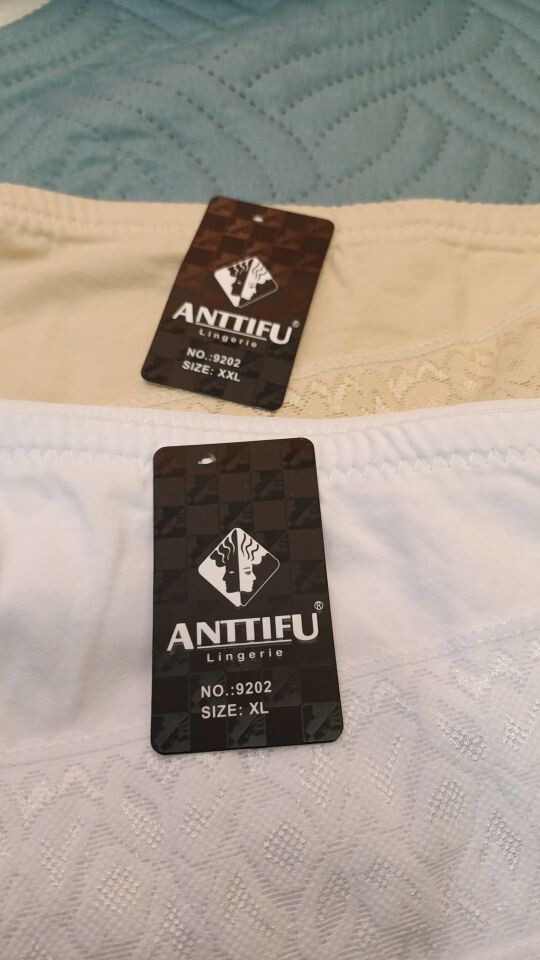 ANTTIFU®
Lingerie
NO.:9202
SIZE: XXL
ANTTIFU®
Lingerie
NO.:9202
SIZE: XL